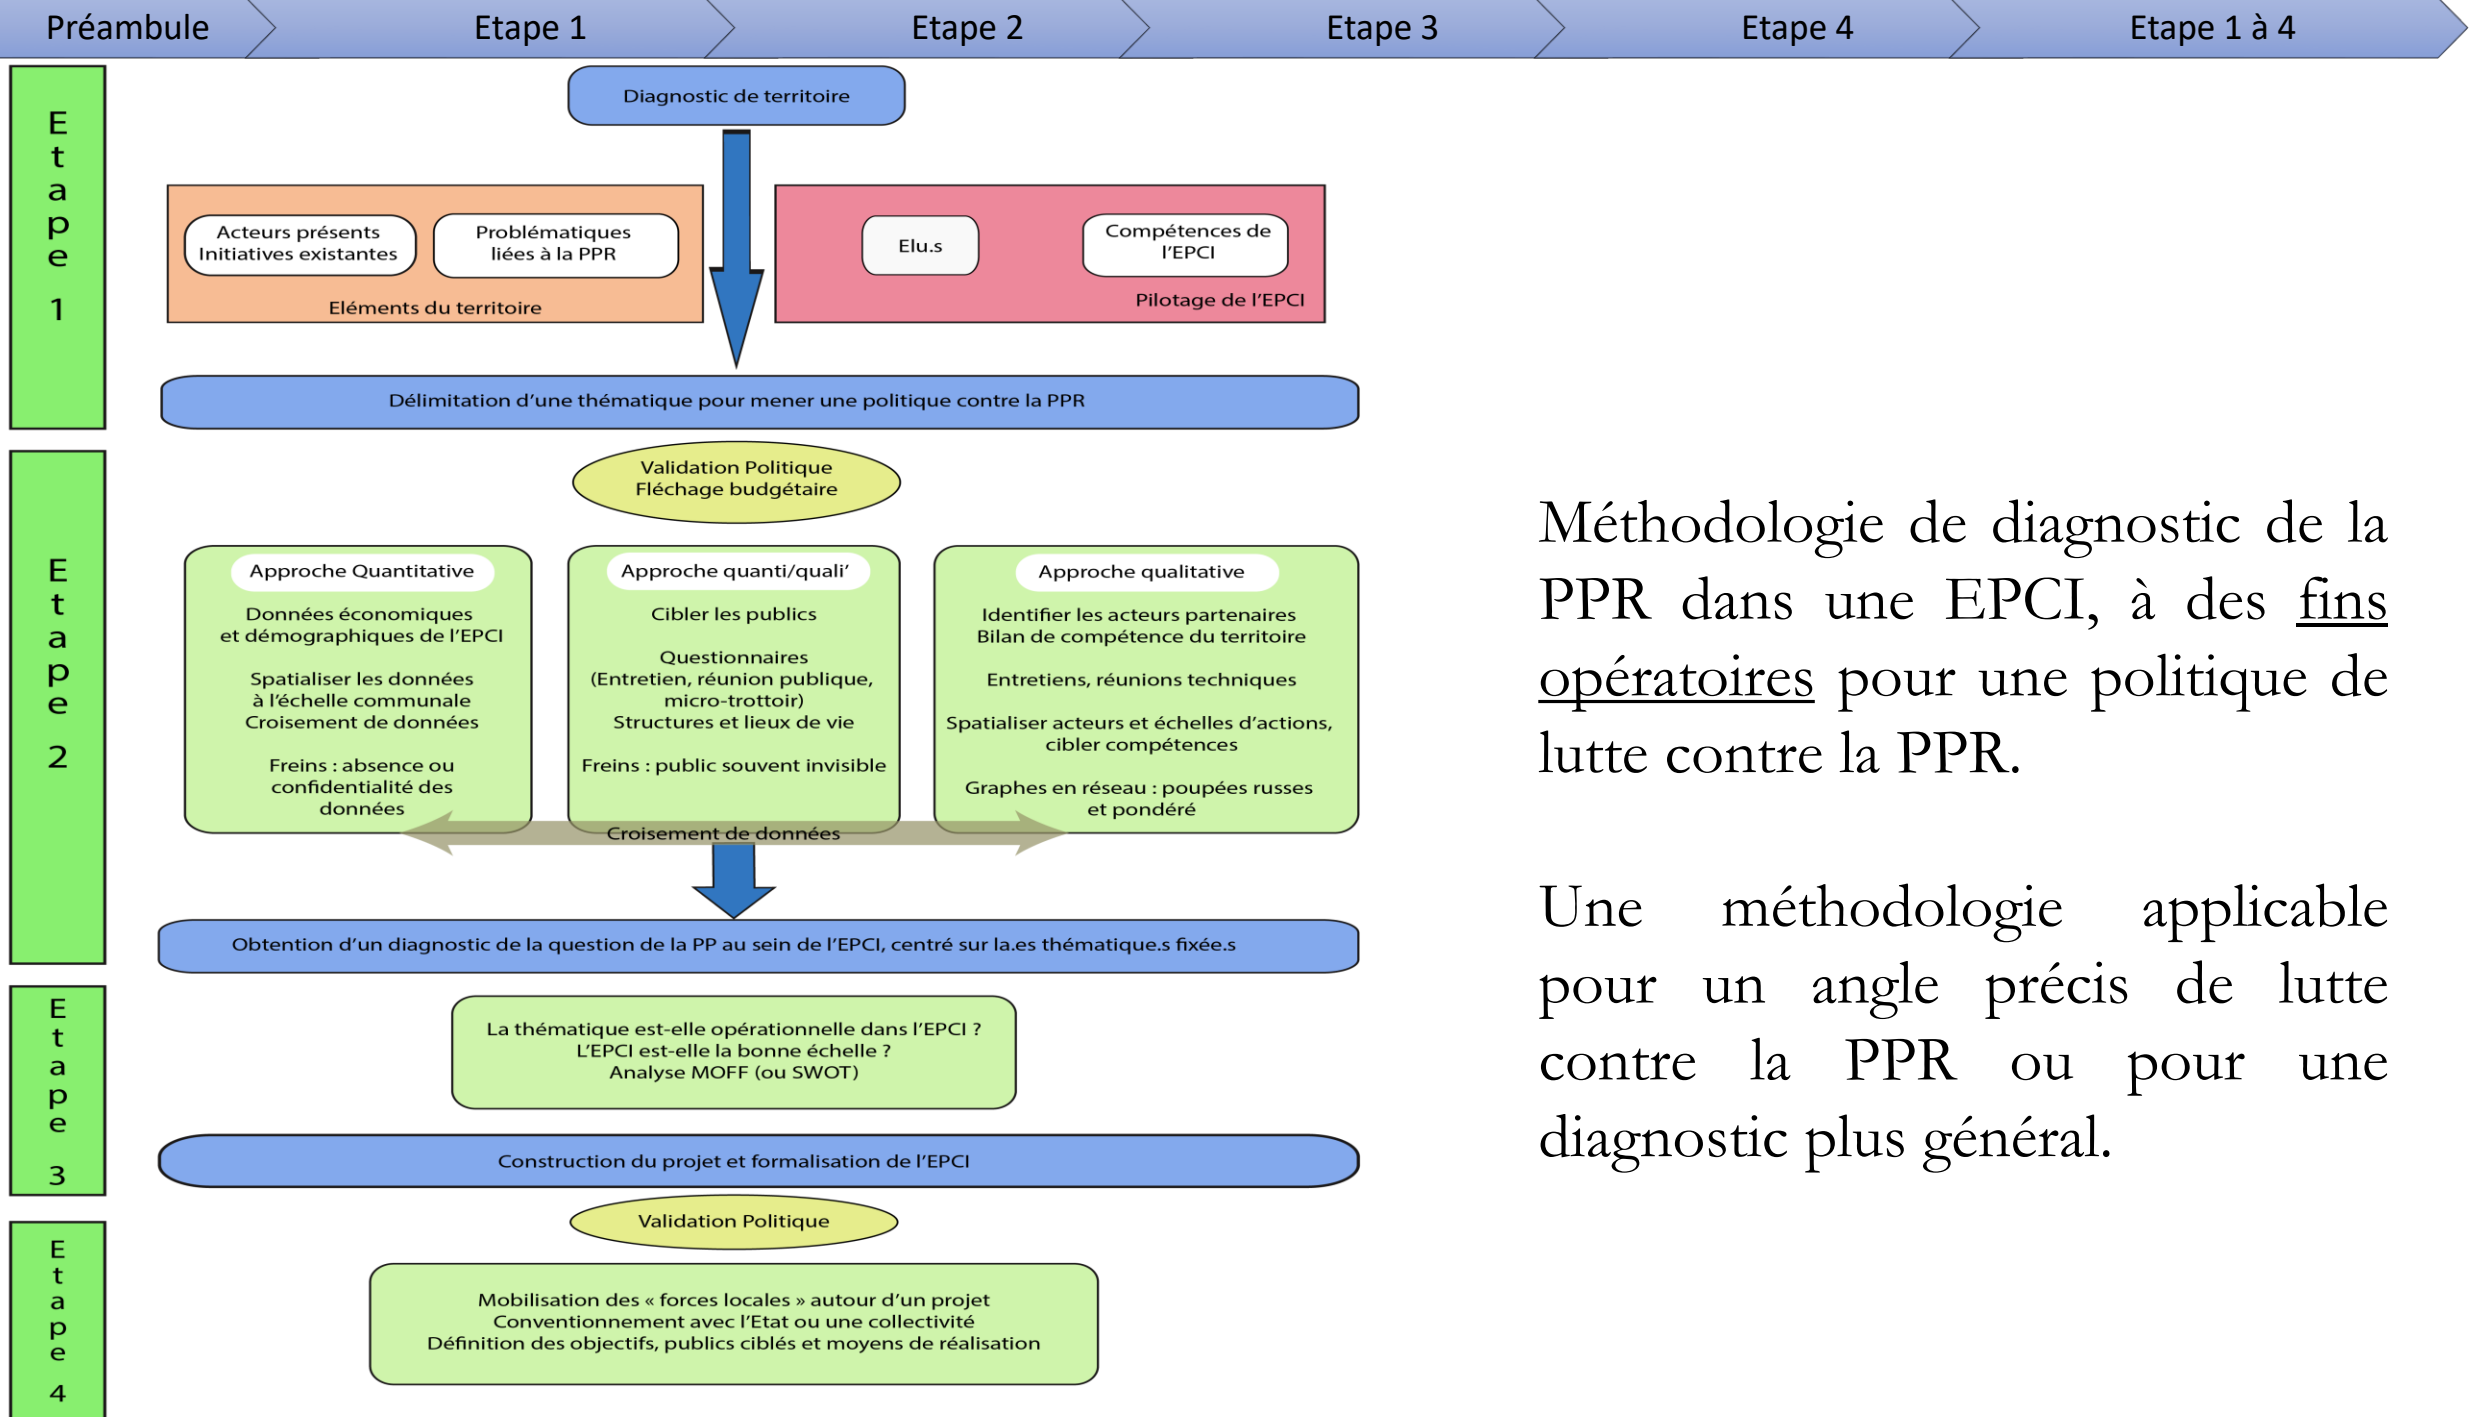 Préambule
Etape 1
Etape 2
Etape 3
Etape 4
Etape 1 à 4
Etape 1
Diagnostic de territoire
Acteurs présents
Initiatives existantes
Problématiques
liées à la PPR
Eléments du territoire
Elu.s
Compétences de
l'EPCI
Pilotage de l'EPCI
Délimitation d'une thématique pour mener une politique contre la PPR
Etape 2
Validation Politique
Fléchage budgétaire
Approche Quantitative
Données économiques
et démographiques de l'EPCI
Spatialiser les données
à l'échelle communale
Croisement de données
Freins : absence ou
confidentialité des
données
Approche quanti/quali'
Cibler les publics
Questionnaires
(Entretien, réunion publique,
micro-trottoir)
Structures et lieux de vie
Freins : public souvent invisible
Approche qualitative
Identifier les acteurs partenaires
Bilan de compétence du territoire
Entretiens, réunions techniques
Spatialiser acteurs et échelles d'actions,
cibler compétences
Graphes en réseau : poupées russes
et pondéré
Croisement de données
Obtention d'un diagnostic de la question de la PP au sein de l'EPCI, centré sur la.es thématique.s fixée.s
Etape 3
La thématique est-elle opérationnelle dans l'EPCI ?
L'EPCI est-elle la bonne échelle ?
Analyse MOFF (ou SWOT)
Construction du projet et formalisation de l'EPCI
Validation Politique
Etape 4
Mobilisation des « forces locales » autour d'un projet
Conventionnement avec l'Etat ou une collectivité
Définition des objectifs, publics ciblés et moyens de réalisation
Méthodologie de diagnostic de la
PPR dans une EPCI, à des fins
opératoires pour une politique de
lutte contre la PPR.
Une méthodologie applicable
pour un angle précis de lutte
contre la PPR ou pour une
diagnostic plus général.